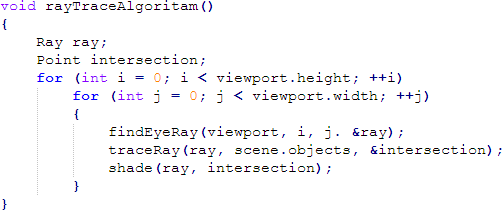 void rayTraceAlgoritam()
{
    Ray ray;
    Point intersection;
    for (int i = 0; i < viewport.height; ++i)
        for (int j = 0; j < viewport.width; ++j)
        {
            findEyeRay(viewport, i, j. &ray);
            traceRay(ray, scene.objects, &intersection);
            shade(ray, intersection);
        }
}